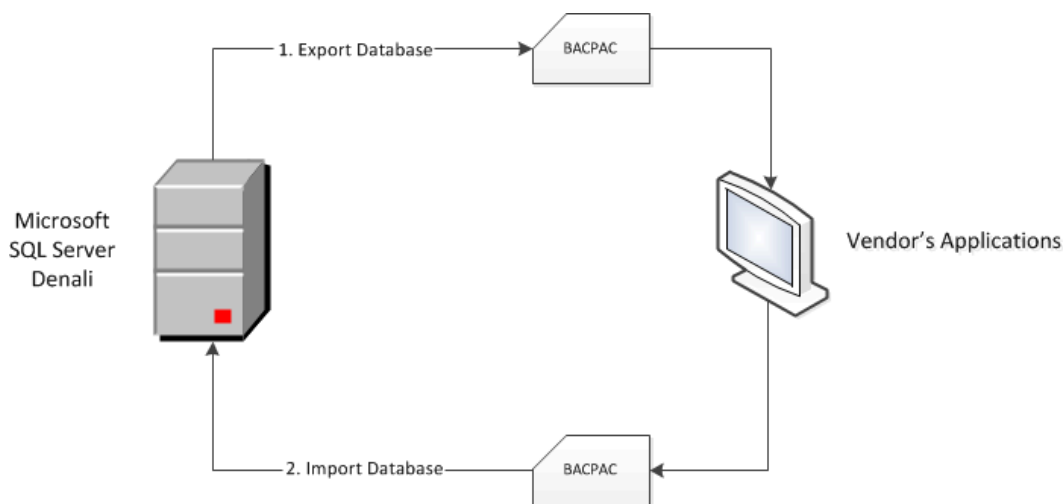 1. Export Database
BACPAC
Microsoft
SQL Server
Denali
Vendor's Applications
2. Import Database
BACPAC